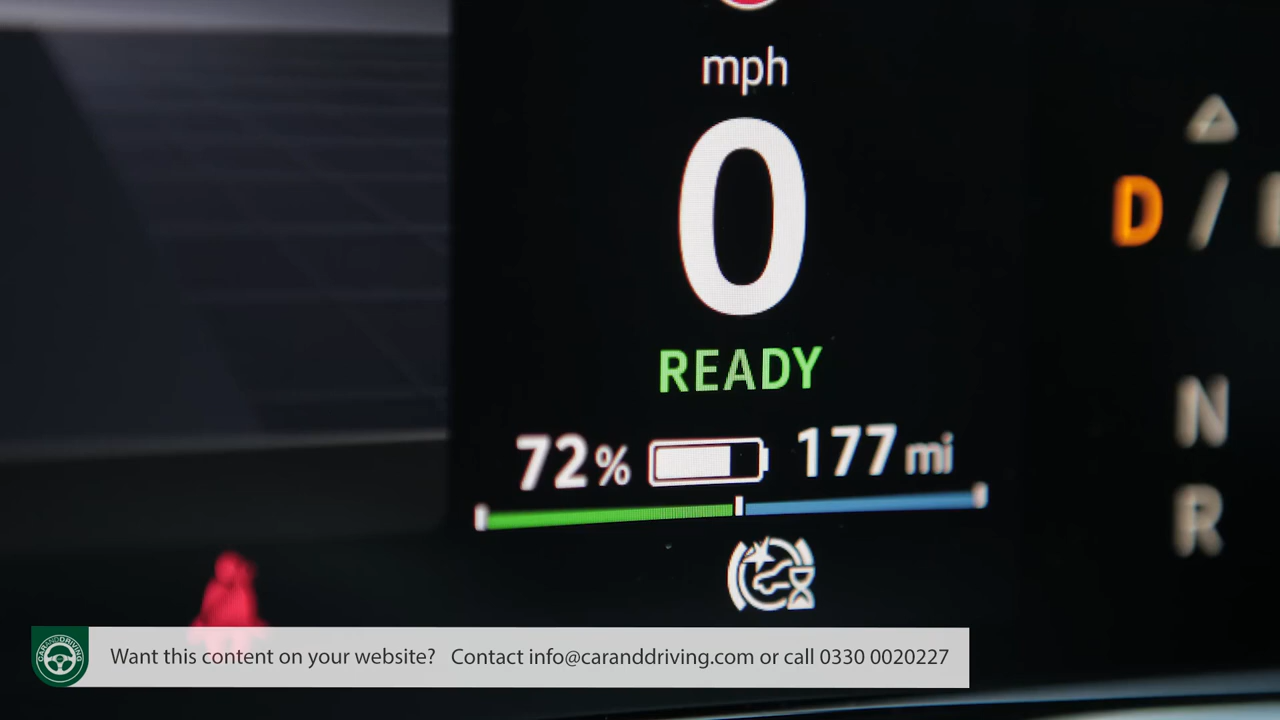 mph
0
D /
READY
N
72% 177 mi
R
CARANDDRIVING
Want this content on your website? Contact info@caranddriving.com or call 0330 0020227